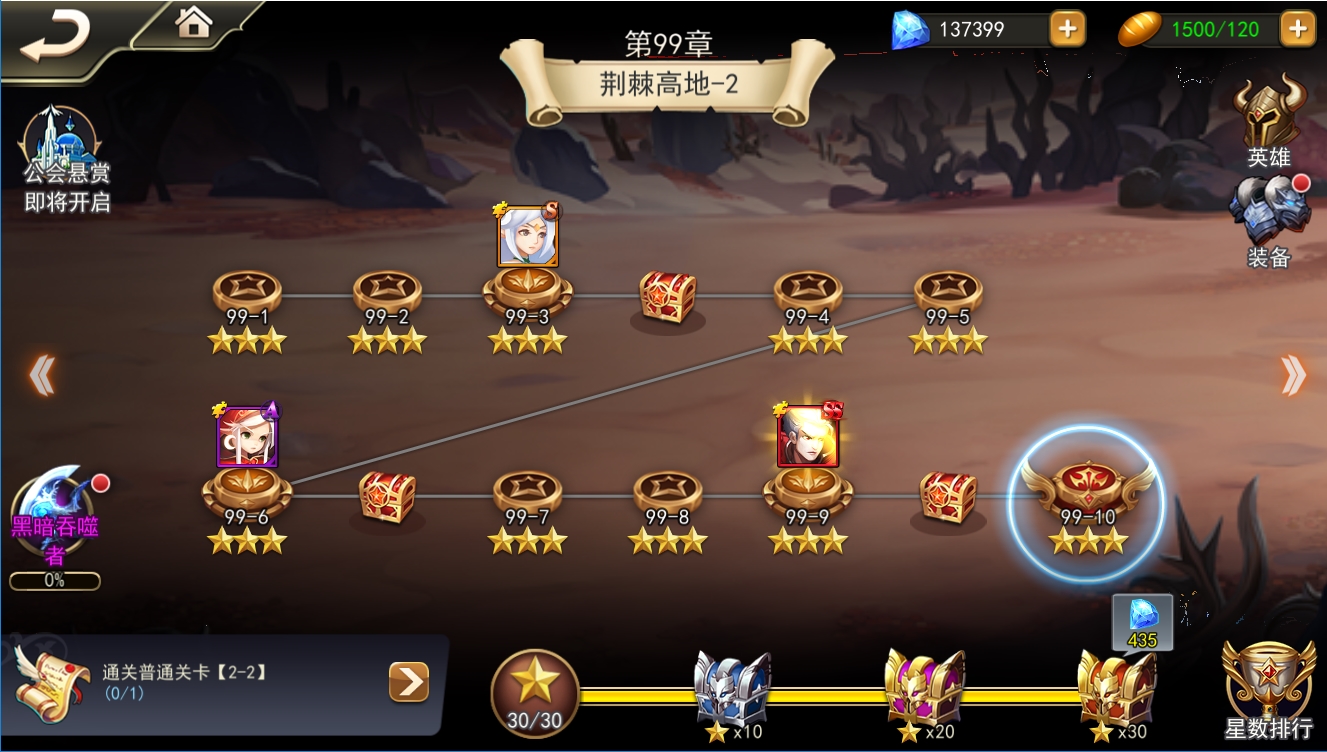 第99章
137399
1500/120
荆棘高地-2
公会悬赏
即将开启
英雄
装备
S
99-1
99-2
99=3
99-4
99-5
A
SS
99=6
99-7
99-8
99=9
99-10
黑暗吞噬
者
0%
435
通关普通关卡【2-2】
(0/1)
30/30
x10
x20
x30
星数排行